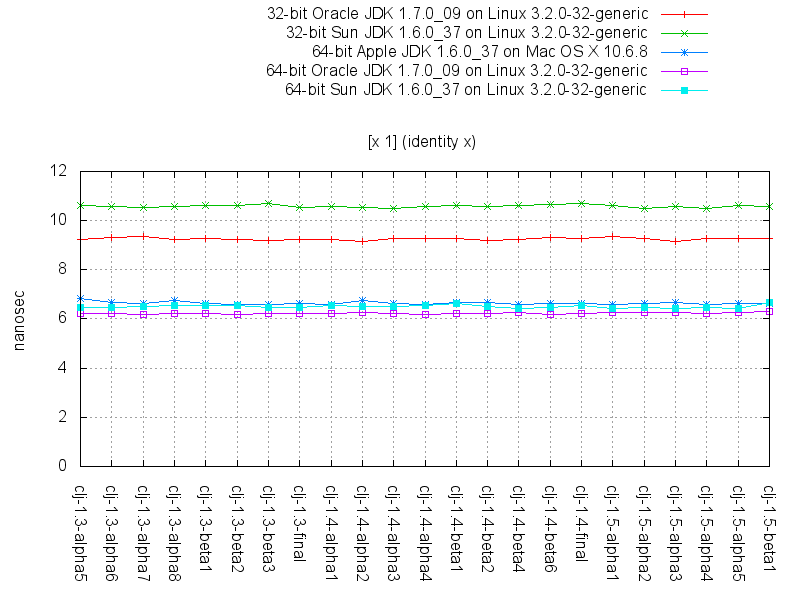 32-bit Oracle JDK 1.7.0_09 on Linux 3.2.0-32-generic
32-bit Sun JDK 1.6.0_37 on Linux 3.2.0-32-generic
64-bit Apple JDK 1.6.0_37 on Mac OS X 10.6.8
64-bit Oracle JDK 1.7.0_09 on Linux 3.2.0-32-generic
64-bit Sun JDK 1.6.0_37 on Linux 3.2.0-32-generic
[x 1] (identity x)
12
10
8
6
4
2
0
nanosec
clj-1.3-alpha5
clj-1.3-alpha6
clj-1.3-alpha7
clj-1.3-alpha8
clj-1.3-beta1
clj-1.3-beta2
clj-1.3-beta3
clj-1.3-final
clj-1.4-alpha1
clj-1.4-alpha2
clj-1.4-alpha3
clj-1.4-alpha4
clj-1.4-beta1
clj-1.4-beta2
clj-1.4-beta4
clj-1.4-beta6
clj-1.4-final
clj-1.5-alpha1
clj-1.5-alpha2
clj-1.5-alpha3
clj-1.5-alpha4
clj-1.5-alpha5
clj-1.5-beta1